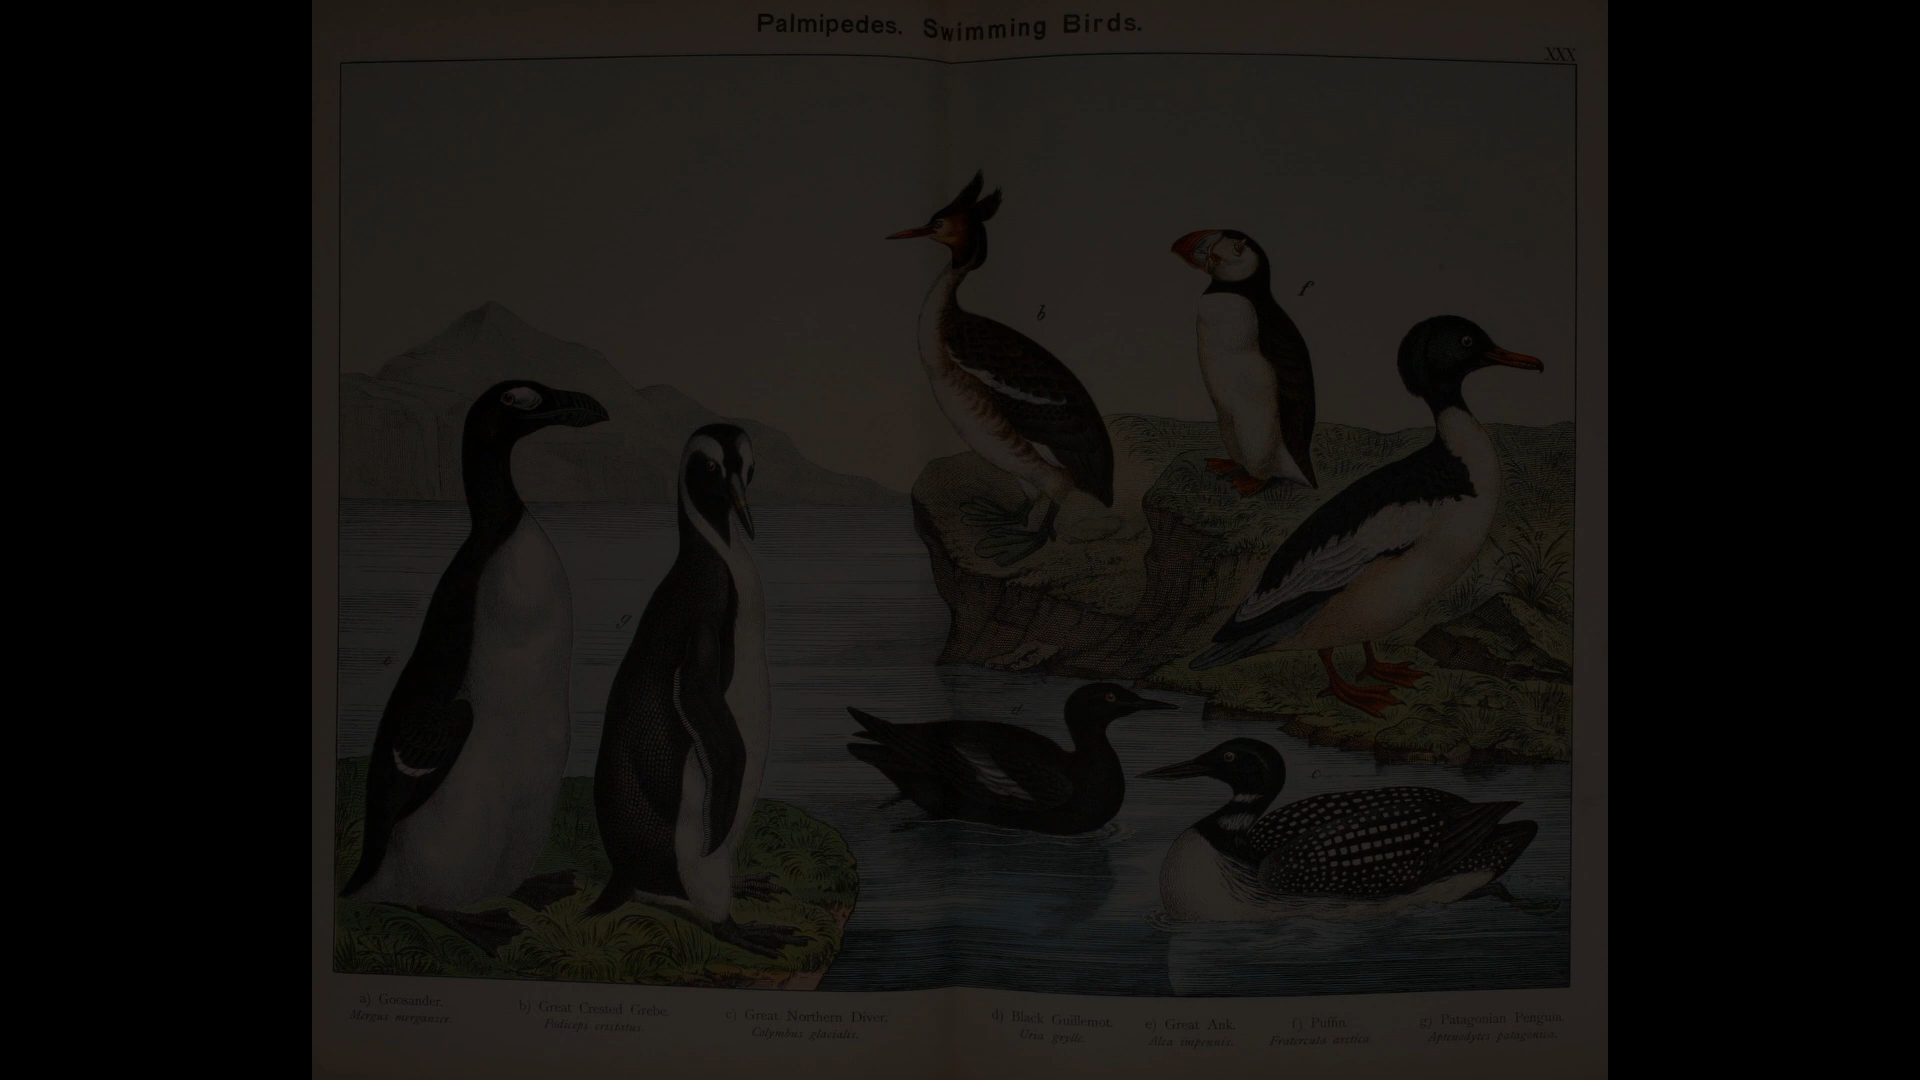 Palmipedes. Swimming Birds.
XXX
b
f
a
g
e
d
c
a) Goosander.
Mergus merganser.
b) Great Crested Grebe.
Podiceps cristatus.
c) Great Northern Diver.
Colymbus glacialis.
d) Black Guillemot.
Uria grylle.
e) Great Auk.
Alca impennis.
f) Puffin.
Fratercula arctica.
g) Patagonian Penguin.
Aptenodytes patagonica.